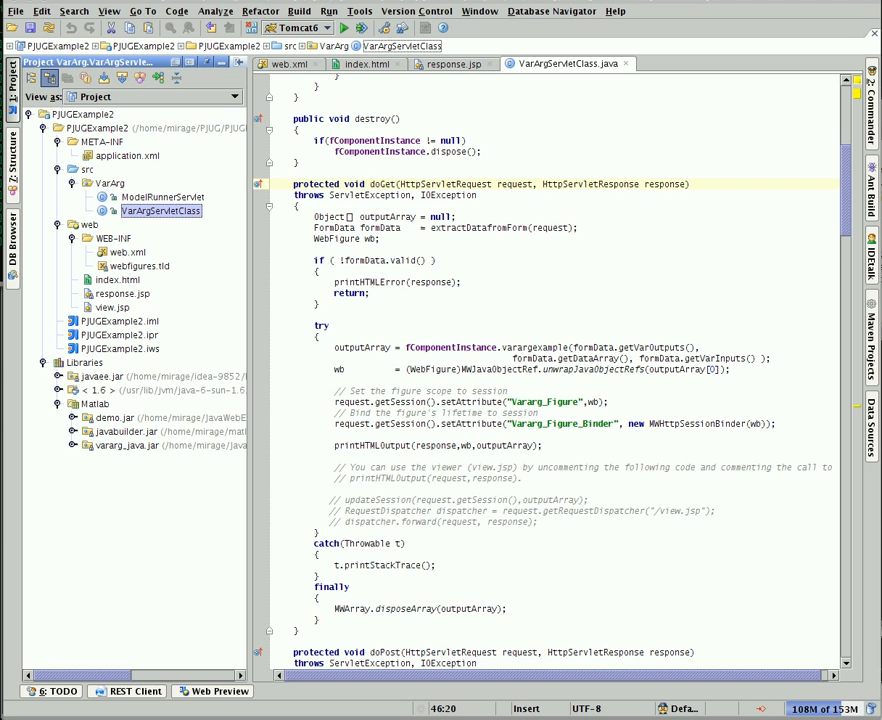 File Edit Search View Go To Code Analyze Refactor Build Run Tools Version Control Window Database Navigator Help
Tomcat6
PJUGExample2 PJUGExample2 src VarArg VarArgServletClass
Project VarArg.VarArgServle...
View as: Project
1: Project
7: Structure
DB Browser
PJUGExample2
PJUGExample2 (/home/mirage/PJUG/PJUG
META-INF
application.xml
src
VarArg
ModelRunnerServlet
VarArgServletClass
web
WEB-INF
web.xml
webfigures.tld
index.html
response.jsp
view.jsp
PJUGExample2.iml
PJUGExample2.ipr
PJUGExample2.iws
Libraries
javaee.jar (/home/mirage/idea-9852/l
< 1.6 > (/usr/lib/jvm/java-6-sun-1.6.
Matlab
demo.jar (/home/mirage/JavaWebE
javabuilder.jar (/home/mirage/matl
vararg_java.jar (/home/mirage/Java
web.xml index.html response.jsp VarArgServletClass.java
}
}
}
public void destroy()
{
if(fComponentInstance != null)
fComponentInstance.dispose();
}
protected void doGet(HttpServletRequest request, HttpServletResponse response)
throws ServletException, IOException
{
Object[] outputArray = null;
FormData formData = extractDatafromForm(request);
WebFigure wb;
if ( !formData.valid() )
{
printHTMLError(response);
return;
}
try
{
outputArray = fComponentInstance.varargexample(formData.getVarOutputs(),
formData.getDataArray(), formData.getVarInputs() );
wb = (WebFigure)MWJavaObjectRef.unwrapJavaObjectRefs(outputArray[0]);
// Set the figure scope to session
request.getSession().setAttribute("Vararg_Figure",wb);
// Bind the figure's lifetime to session
request.getSession().setAttribute("Vararg_Figure_Binder", new MWHttpSessionBinder(wb));
printHTMLOutput(response,wb,outputArray);
// You can use the viewer (view.jsp) by uncommenting the following code and commenting the call to
// printHTMLOutput(request,response).
// updateSession(request.getSession(),outputArray);
// RequestDispatcher dispatcher = request.getRequestDispatcher("/view.jsp");
// dispatcher.forward(request, response);
}
catch(Throwable t)
{
t.printStackTrace();
}
finally
{
MWArray.disposeArray(outputArray);
}
}
protected void doPost(HttpServletRequest request, HttpServletResponse response)
throws ServletException, IOException
2: Commander
Ant Build
IDEtalk
Maven Projects
Data Sources
6: TODO REST Client Web Preview
46:20 Insert UTF-8 Defa... 108M of 153M